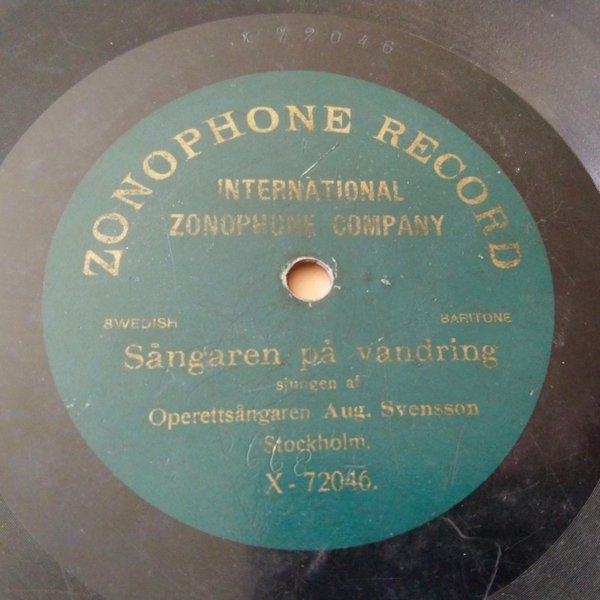 X 72046
ZONOPHONE RECORD
INTERNATIONAL
ZONOPHONE COMPANY
SWEDISH BARITONE
Sångaren på vandring
sjungen af
Operettsångaren Aug. Svensson
Stockholm.
X-72046.